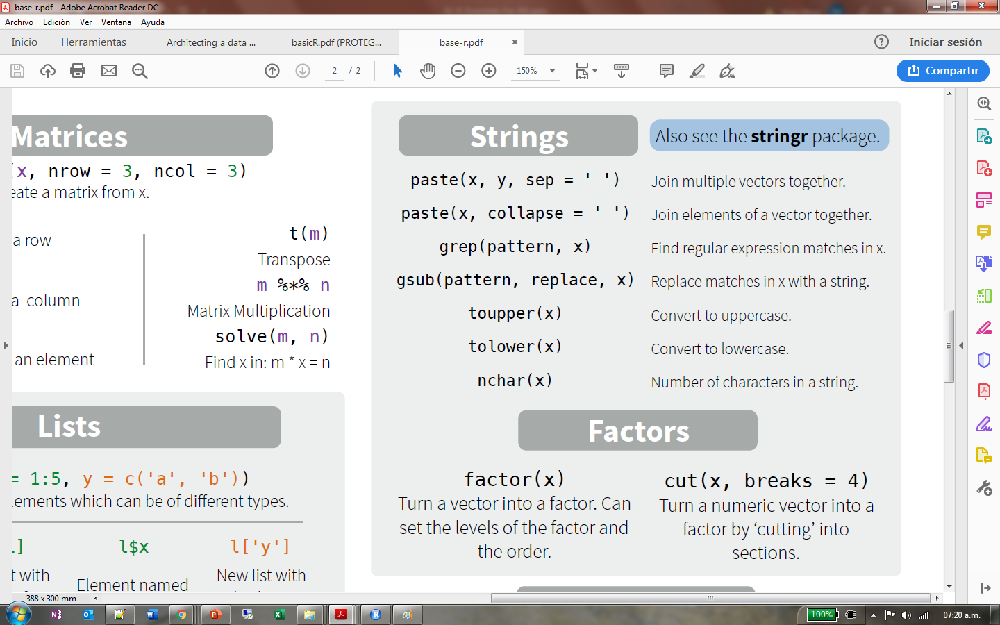 base-r.pdf - Adobe Acrobat Reader DC
Archivo Edición Ver Ventana Ayuda
Inicio Herramientas Architecting a data ... basicR.pdf (PROTEG... base-r.pdf Iniciar sesión
2 / 2 150% Compartir
Matrices
(x, nrow = 3, ncol = 3)
eate a matrix from x.
a row
a column
an element
t(m)
Transpose
m %*% n
Matrix Multiplication
solve(m, n)
Find x in: m * x = n
Lists
= 1:5, y = c('a', 'b'))
lements which can be of different types.
l$x
l['y']
t with
Element named
New list with
Strings
Also see the stringr package.
paste(x, y, sep = ' ') Join multiple vectors together.
paste(x, collapse = ' ') Join elements of a vector together.
grep(pattern, x) Find regular expression matches in x.
gsub(pattern, replace, x) Replace matches in x with a string.
toupper(x) Convert to uppercase.
tolower(x) Convert to lowercase.
nchar(x) Number of characters in a string.
Factors
factor(x)
Turn a vector into a factor. Can
set the levels of the factor and
the order.
cut(x, breaks = 4)
Turn a numeric vector into a
factor by ‘cutting’ into
sections.
388 x 300 mm
100% 07:20 a.m.